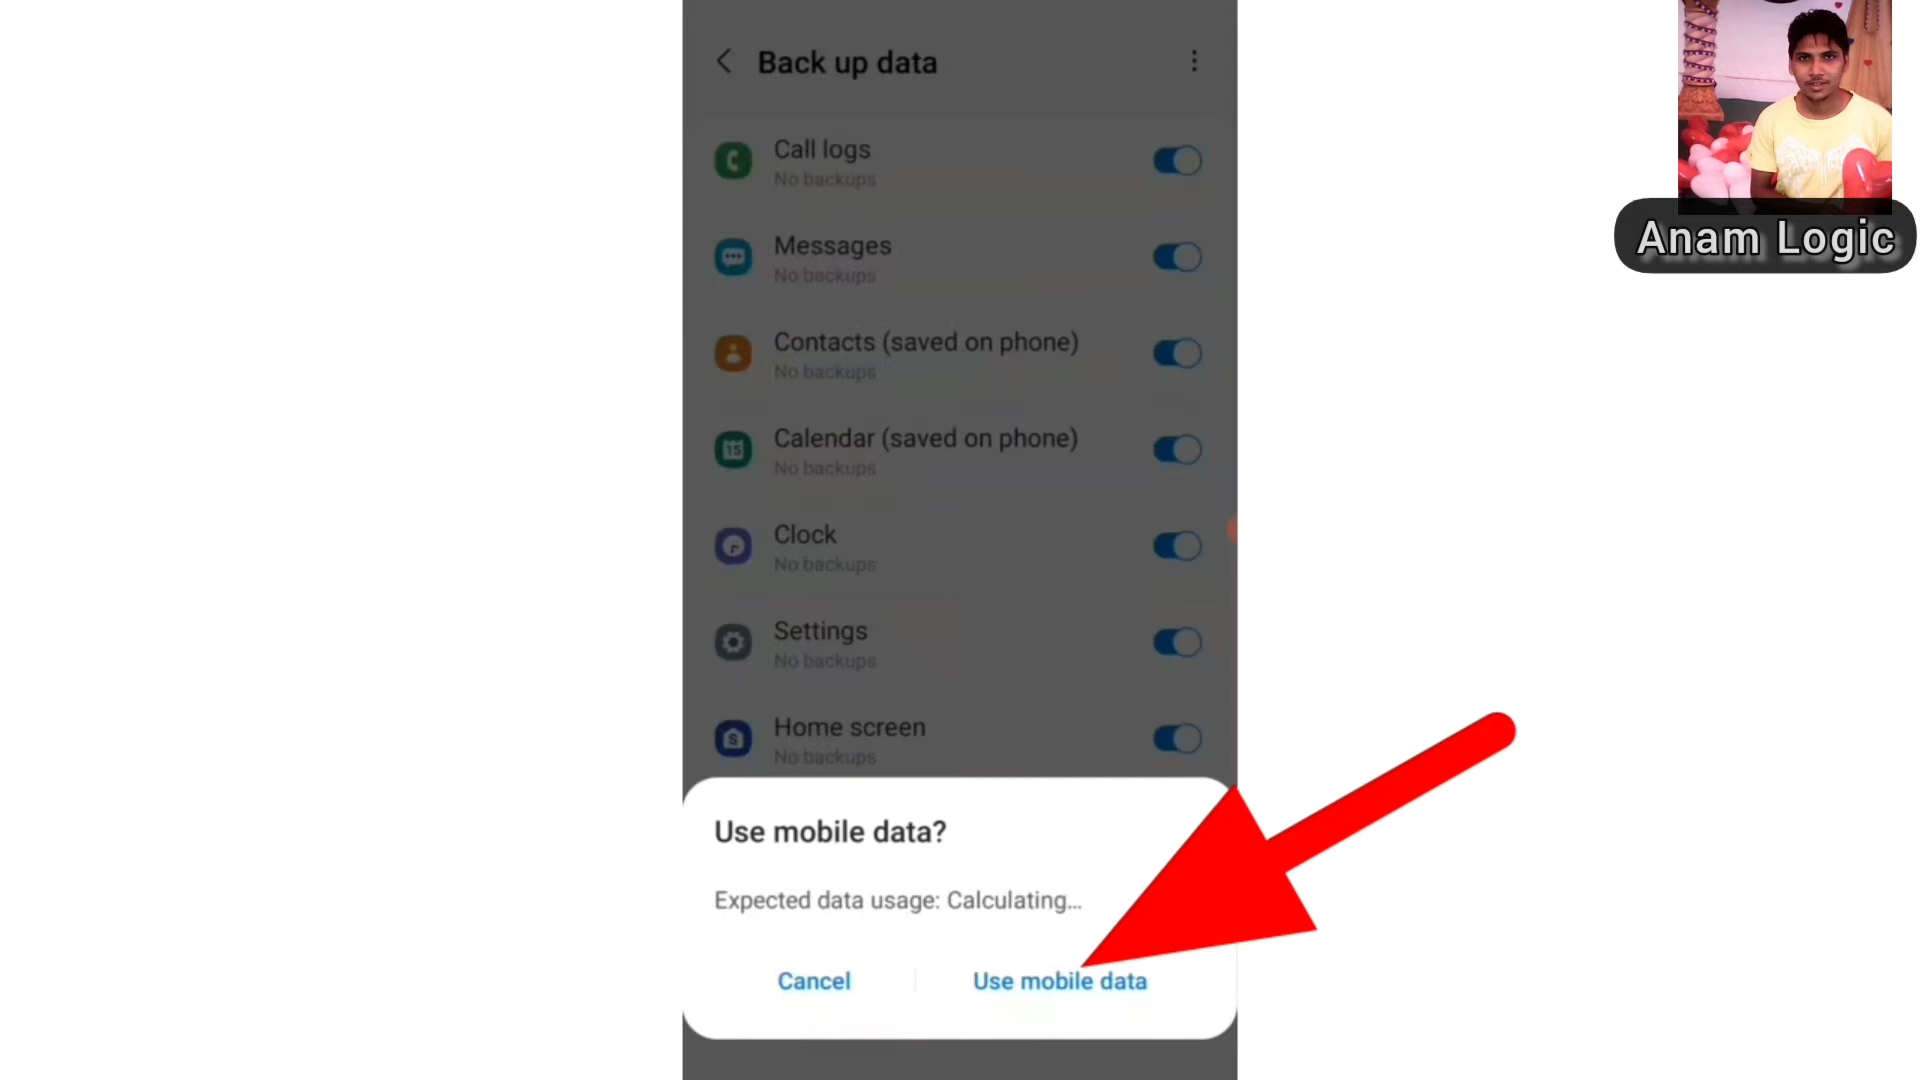 Back up data
Call logs
No backups
Messages
No backups
Contacts (saved on phone)
No backups
Calendar (saved on phone)
15
No backups
Clock
No backups
Settings
No backups
Home screen
S
No backups
Use mobile data?
Expected data usage: Calculating...
Cancel
Use mobile data
Anam Logic